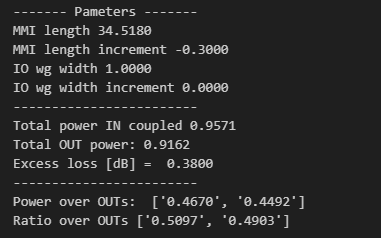 ------- Pameters -------
MMI length 34.5180
MMI length increment -0.3000
IO wg width 1.0000
IO wg width increment 0.0000
------------------------
Total power IN coupled 0.9571
Total OUT power: 0.9162
Excess loss [dB] =  0.3800
------------------------
Power over OUTs:  ['0.4670', '0.4492']
Ratio over OUTs ['0.5097', '0.4903']